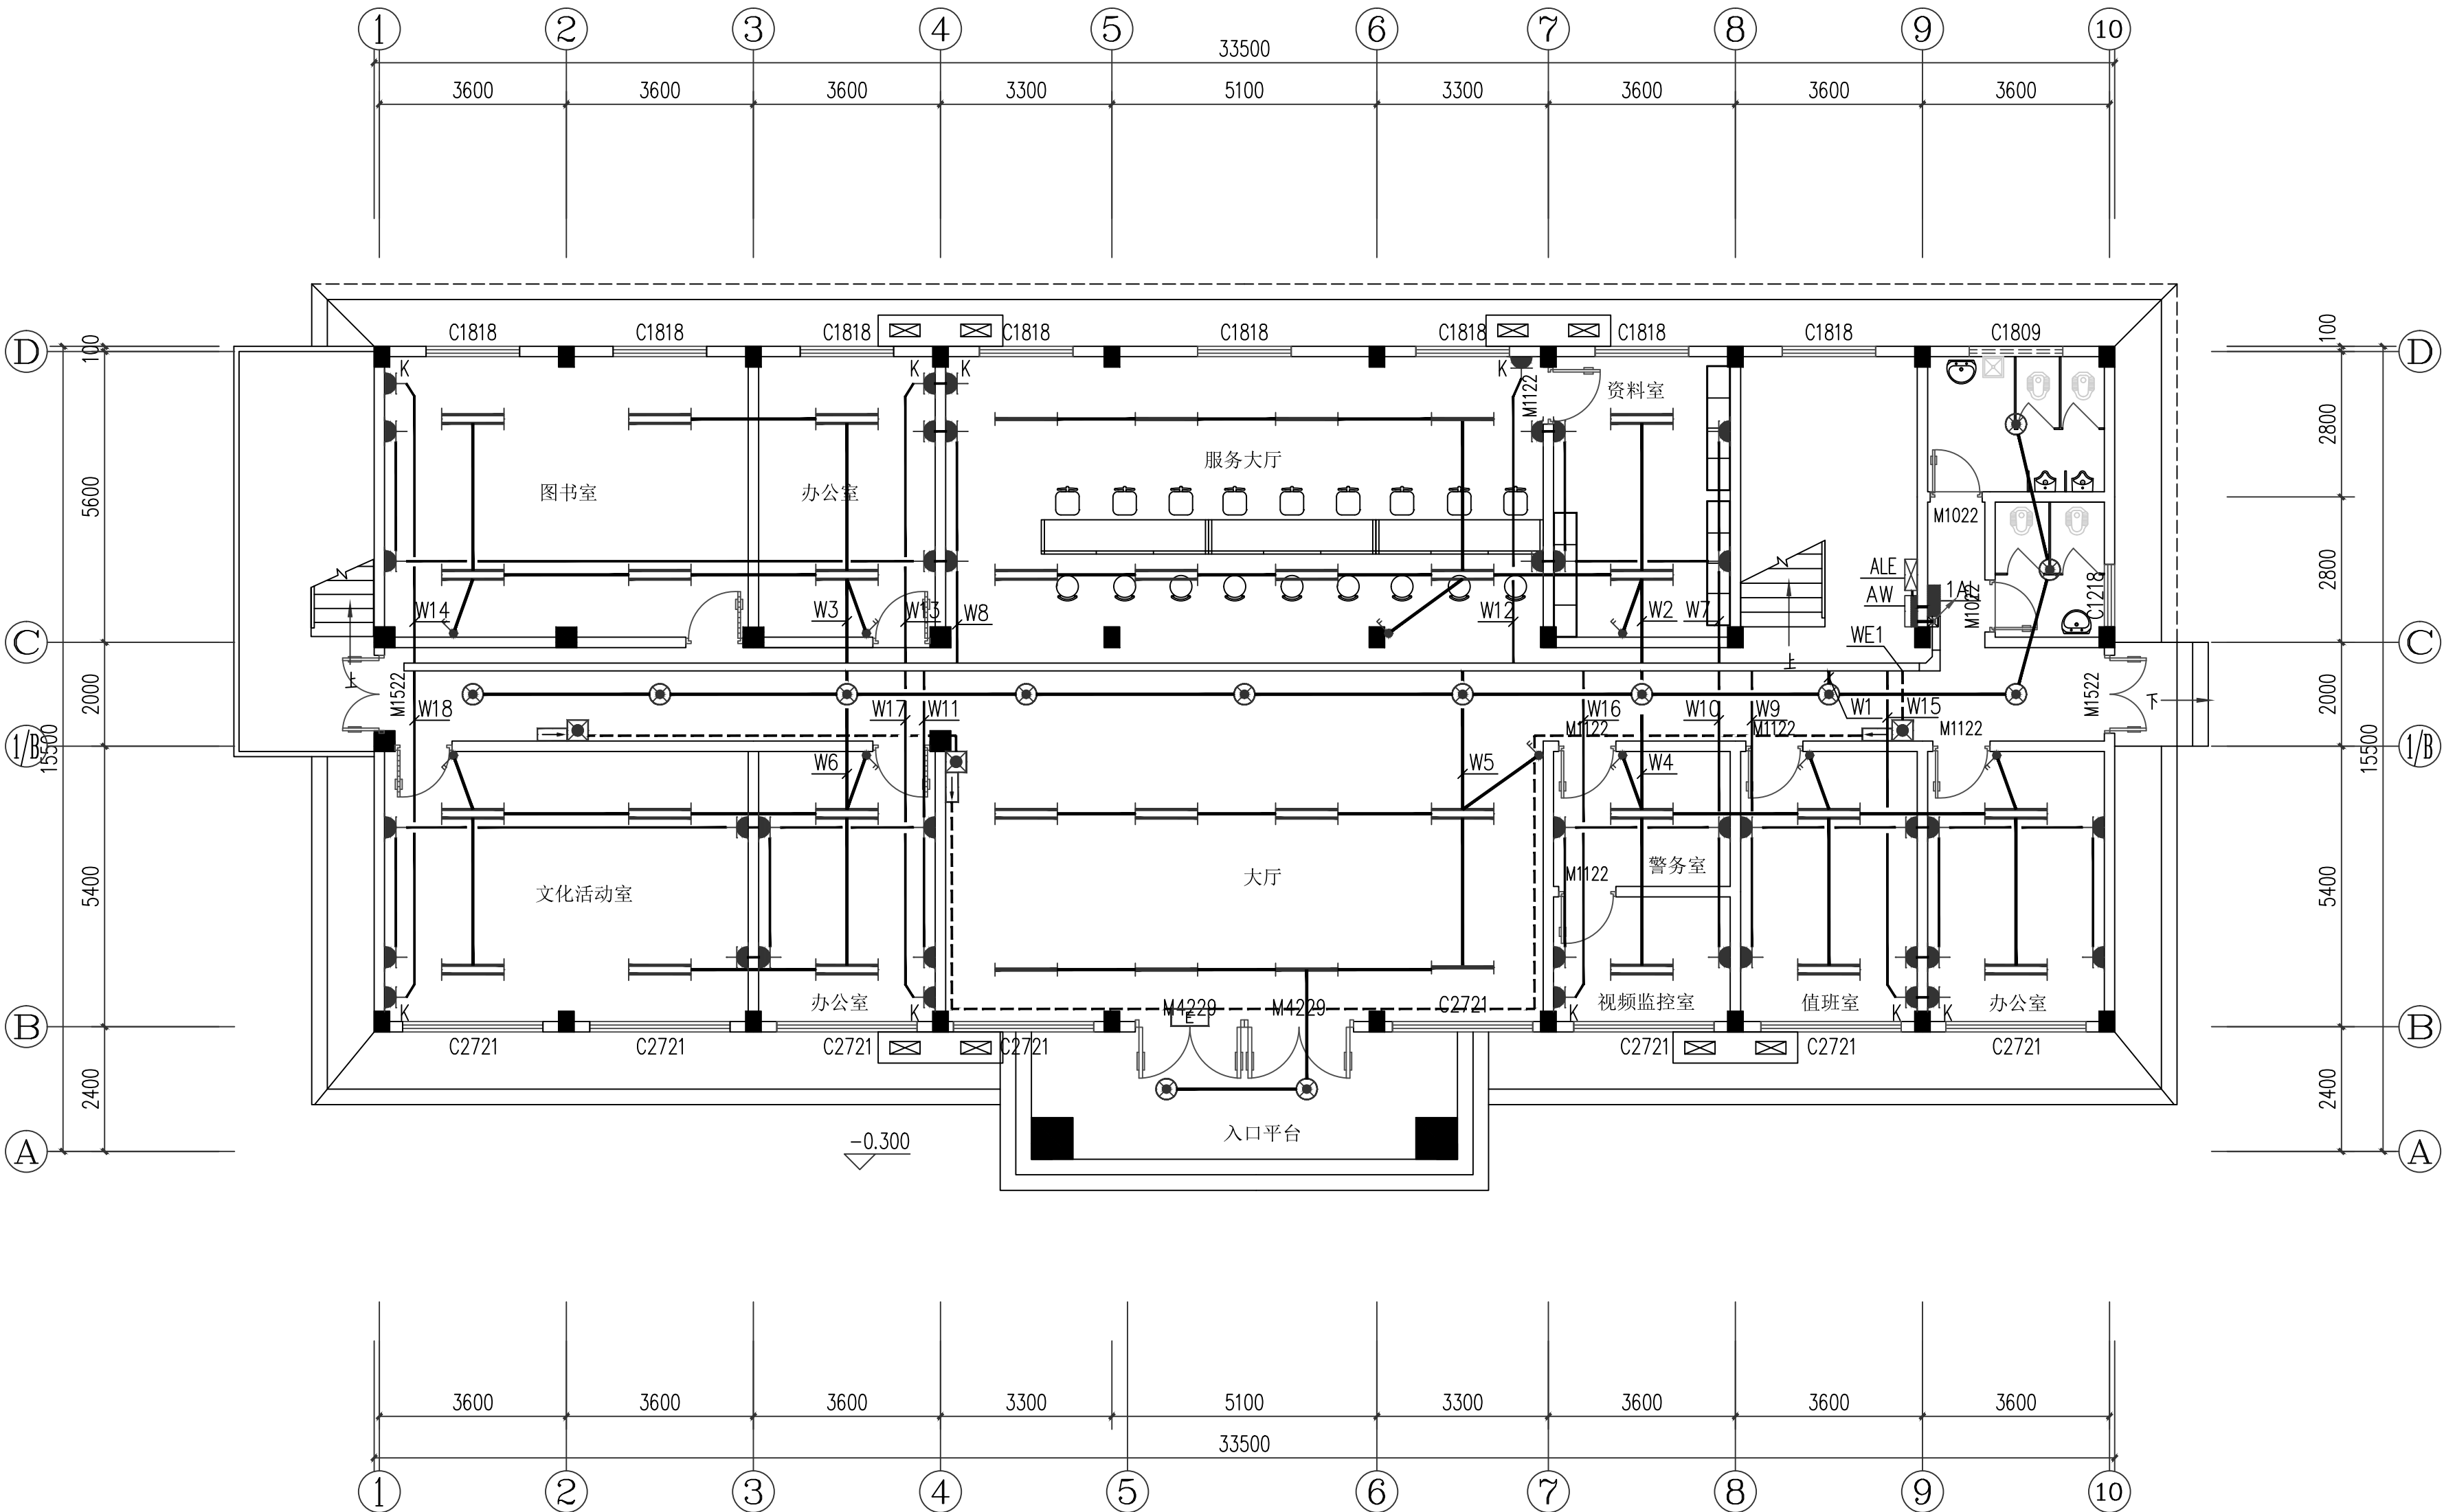 1 2 3 4 5 6 7 8 9 10
33500
3600 3600 3600 3300 5100 3300 3600 3600 3600
C1818 C1818 C1818 C1818 C1818 C1818 C1818 C1818 C1809
D 100 100 D
K K K K
M1122 资料室
2800 2800
服务大厅
5600 图书室 办公室
M1022
ALE 2800 2800
AW 1AL M1022 C1218
W14 W3 W13 W8 W12 W2 W7
C WE1 C
上 上
2000 M1522 M1522 下 2000
W18 W17 W11 W16 W10 W9 W1 W15
M1122 M1122 M1122
1/B 15500 15500 1/B
W6 W5 W4
警务室
M1122
5400 文化活动室 大厅 5400
办公室 视频监控室 值班室 办公室
M4229 M4229 C2721
E
K K K K K
B B
C2721 C2721 C2721 C2721 C2721 C2721 C2721
2400 2400
入口平台
-0.300
A A
3600 3600 3600 3300 5100 3300 3600 3600 3600
33500
1 2 3 4 5 6 7 8 9 10